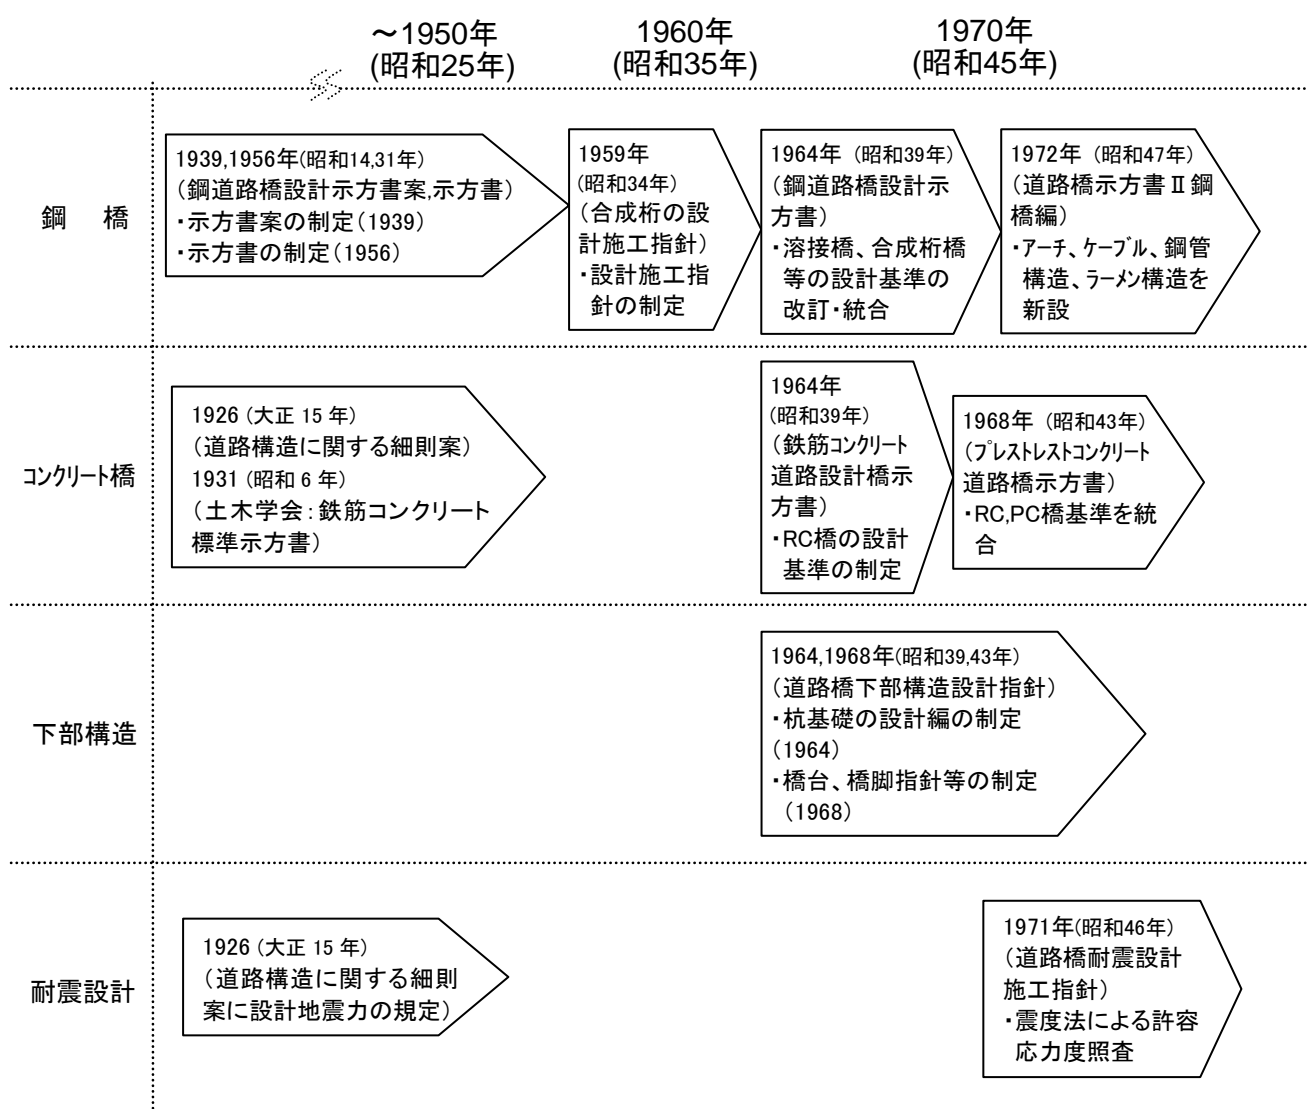 ～1950年
(昭和25年)
1960年
(昭和35年)
1970年
(昭和45年)
鋼　橋
1939,1956年(昭和14,31年)
（鋼道路橋設計示方書案,示方書）
・示方書案の制定（1939）
・示方書の制定（1956）
1959年
（昭和34年）
（合成桁の設
計施工指針）
・設計施工指
針の制定
1964年（昭和39年）
（鋼道路橋設計示
方書）
・溶接橋、合成桁橋
等の設計基準の
改訂・統合
1972年（昭和47年）
（道路橋示方書Ⅱ鋼
橋編）
・アーチ、ケーブル、鋼管
構造、ラーメン構造を
新設
コンクリート橋
1926（大正 15 年）
（道路構造に関する細則案）
1931（昭和 6 年）
（土木学会：鉄筋コンクリート
標準示方書）
1964年
（昭和39年）
（鉄筋コンクリート
道路設計橋示
方書）
・RC橋の設計
基準の制定
1968年（昭和43年）
（プレストレストコンクリート
道路橋示方書）
・RC,PC橋基準を統
合
下部構造
1964,1968年(昭和39,43年)
（道路橋下部構造設計指針）
・杭基礎の設計編の制定
（1964）
・橋台、橋脚指針等の制定
（1968）
耐震設計
1926（大正 15 年）
（道路構造に関する細則
案に設計地震力の規定）
1971年(昭和46年)
（道路橋耐震設計
施工指針）
・震度法による許容
応力度照査